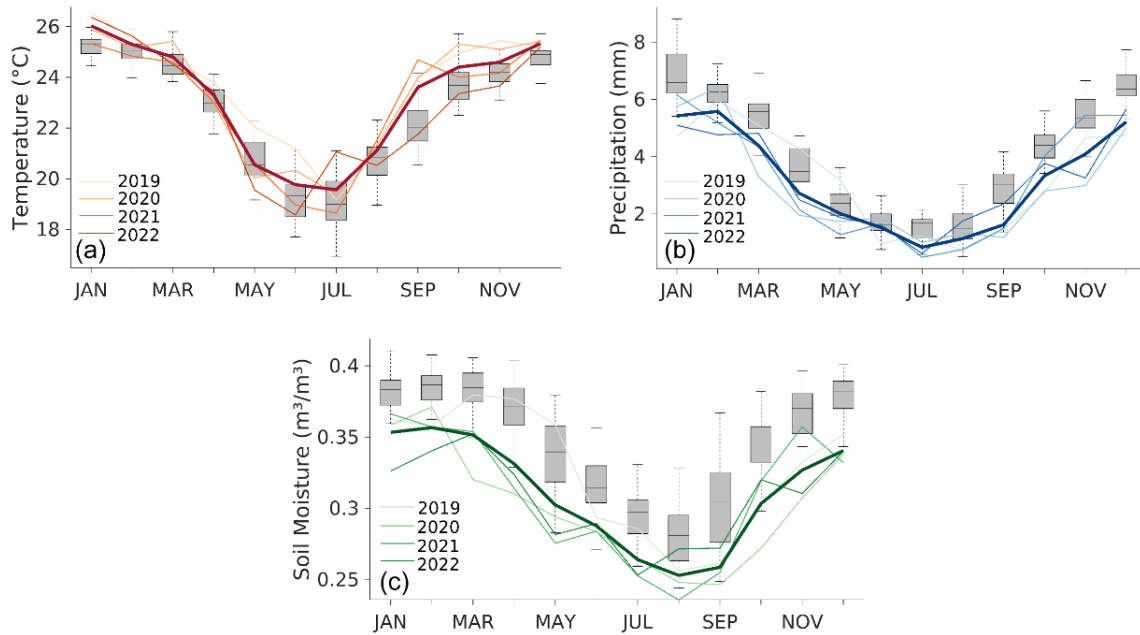 Temperature (°C)
26
24
22
20
18
2019
2020
2021
2022
(a)
JAN MAR MAY JUL SEP NOV
Precipitation (mm)
8
6
4
2
2019
2020
2021
2022
(b)
JAN MAR MAY JUL SEP NOV
Soil Moisture (m³/m³)
0.4
0.35
0.3
0.25
2019
2020
2021
2022
(c)
JAN MAR MAY JUL SEP NOV